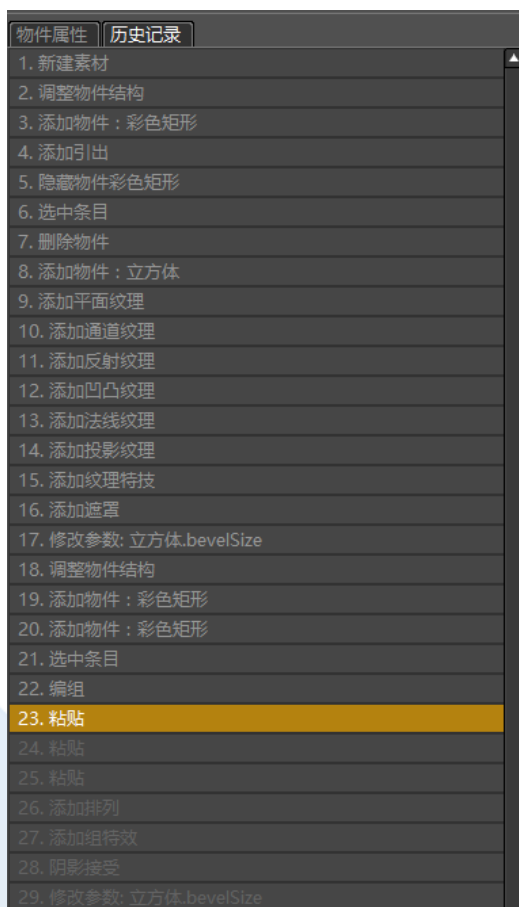 物件属性 历史记录
1. 新建素材
2. 调整物件结构
3. 添加物件：彩色矩形
4. 添加引出
5. 隐藏物件彩色矩形
6. 选中条目
7. 删除物件
8. 添加物件：立方体
9. 添加平面纹理
10. 添加通道纹理
11. 添加反射纹理
12. 添加凹凸纹理
13. 添加法线纹理
14. 添加投影纹理
15. 添加纹理特技
16. 添加遮罩
17. 修改参数: 立方体.bevelSize
18. 调整物件结构
19. 添加物件：彩色矩形
20. 添加物件：彩色矩形
21. 选中条目
22. 编组
23. 粘贴
24. 粘贴
25. 粘贴
26. 添加排列
27. 添加组特效
28. 阴影接受
29. 修改参数: 立方体.bevelSize